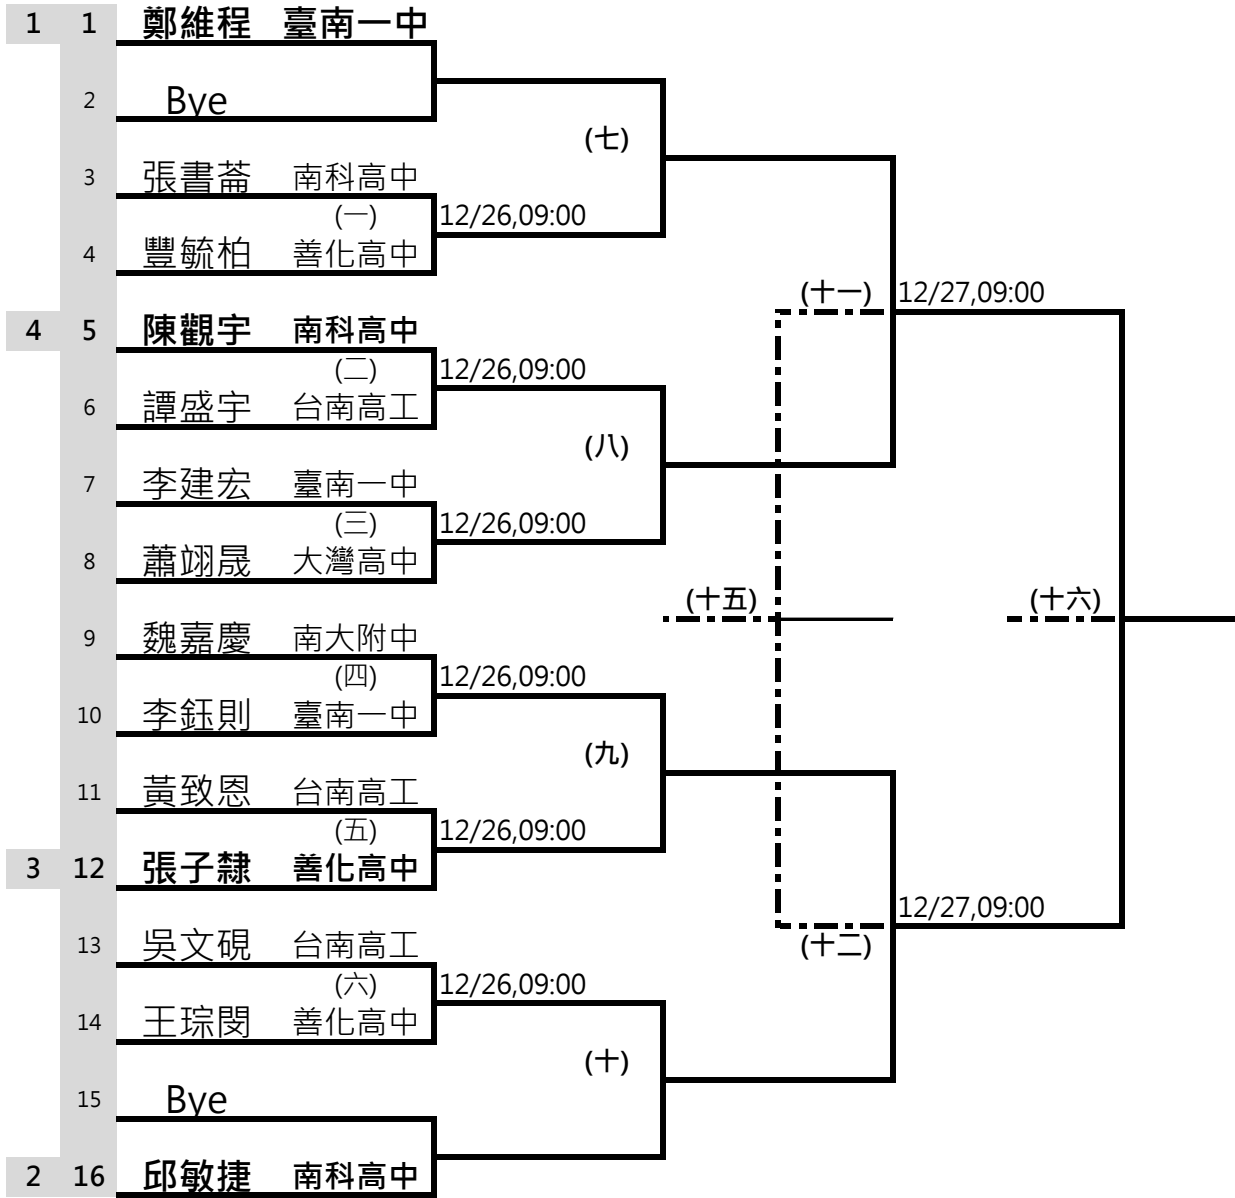 1 1 鄭維程 臺南一中
2 Bye
(七)
3 張書菕 南科高中
(一) 12/26,09:00
4 豐毓柏 善化高中
(十一) 12/27,09:00
4 5 陳觀宇 南科高中
(二) 12/26,09:00
6 譚盛宇 台南高工
(八)
7 李建宏 臺南一中
(三) 12/26,09:00
8 蕭翊晟 大灣高中
(十五) (十六)
9 魏嘉慶 南大附中
(四) 12/26,09:00
10 李鈺則 臺南一中
(九)
11 黃致恩 台南高工
(五) 12/26,09:00
3 12 張子隸 善化高中
12/27,09:00
13 吳文硯 台南高工 (十二)
(六) 12/26,09:00
14 王琮閔 善化高中
(十)
15 Bye
2 16 邱敏捷 南科高中